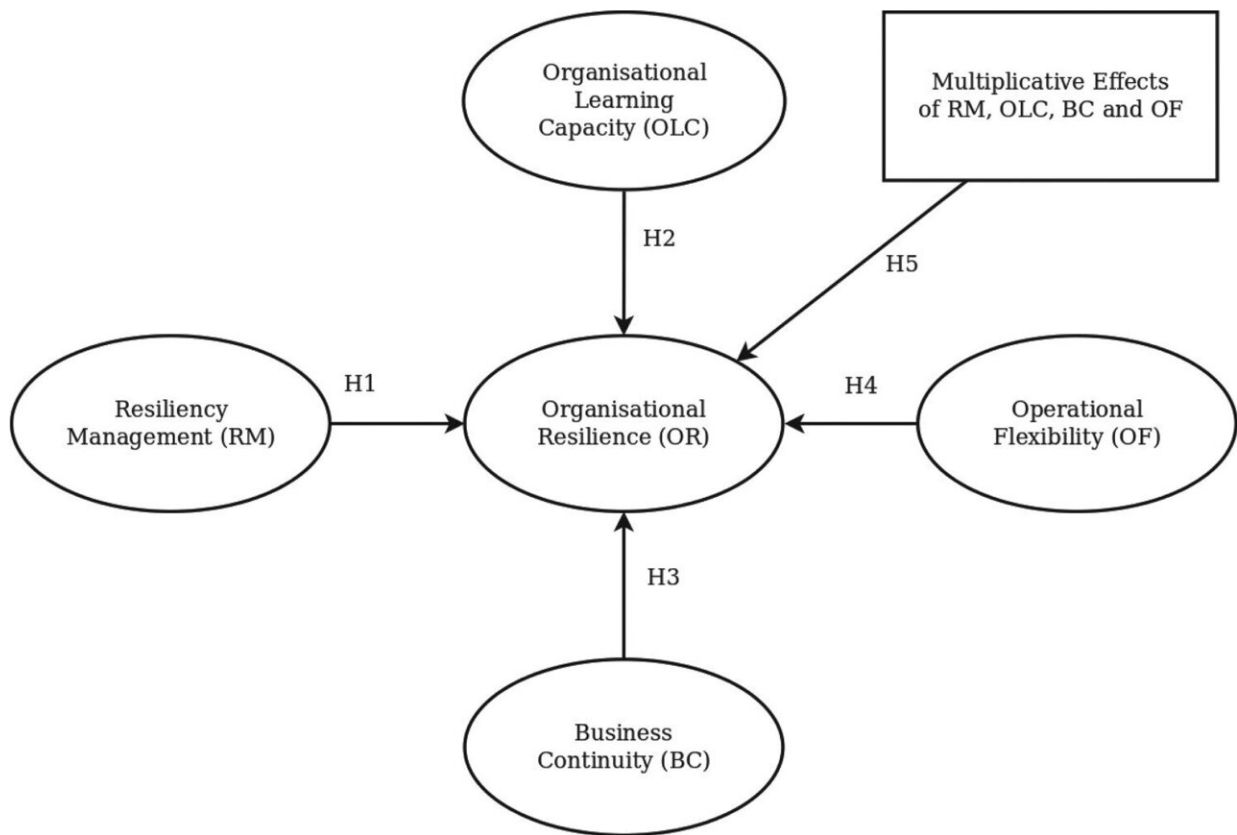 Organisational
Learning
Capacity (OLC)
Multiplicative Effects
of RM, OLC, BC and OF
H2
H5
Resiliency
Management (RM)
H1
Organisational
Resilience (OR)
H4
Operational
Flexibility (OF)
H3
Business
Continuity (BC)